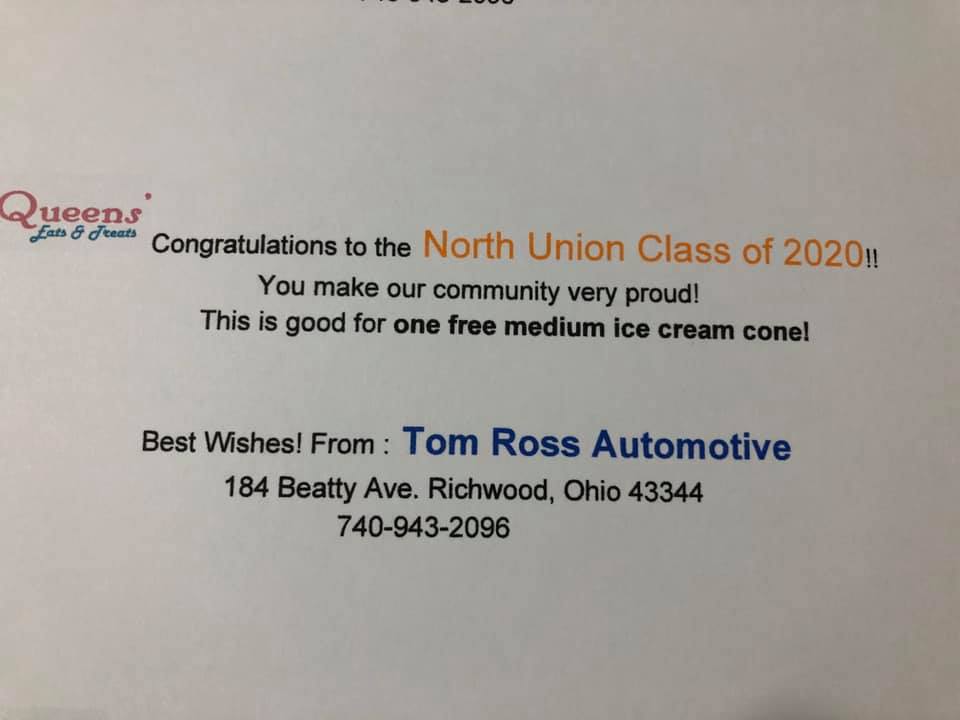 Queens'
Eats & Treats
Congratulations to the North Union Class of 2020!!
You make our community very proud!
This is good for one free medium ice cream cone!
Best Wishes! From : Tom Ross Automotive
184 Beatty Ave. Richwood, Ohio 43344
740-943-2096